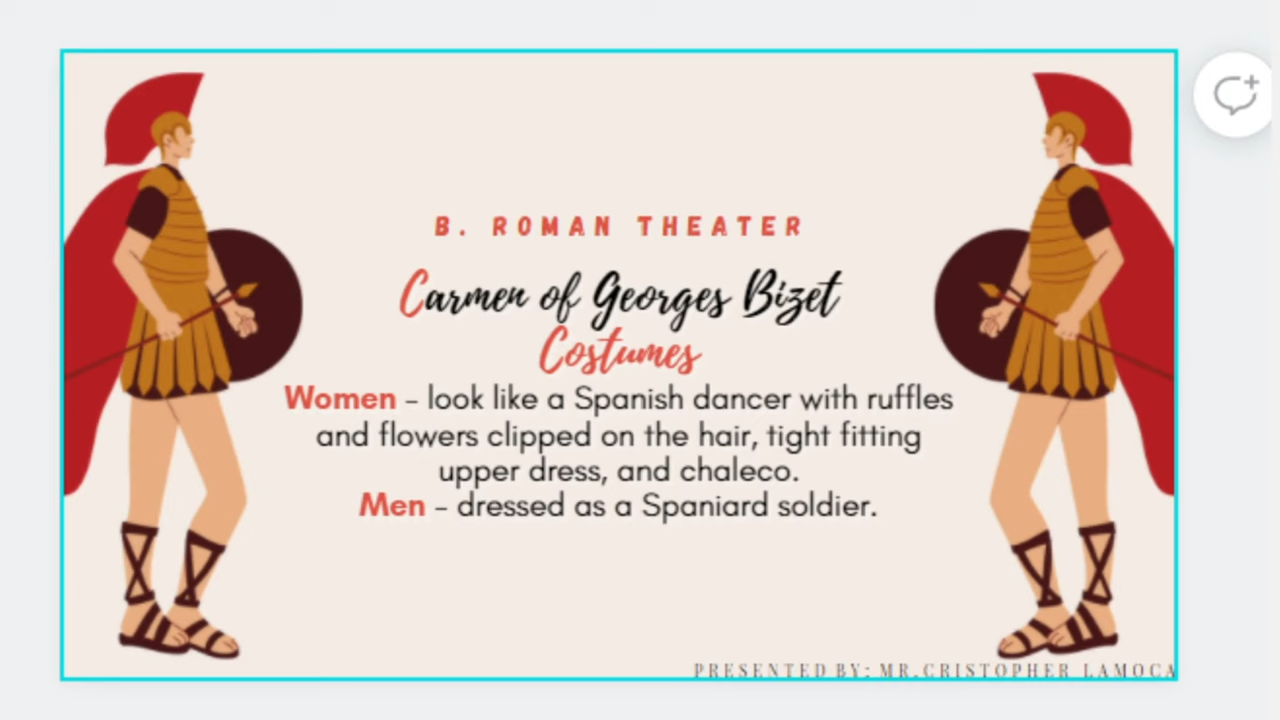 B. ROMAN THEATER
Carmen of Georges Bizet
Costumes
Women - look like a Spanish dancer with ruffles
and flowers clipped on the hair, tight fitting
upper dress, and chaleco.
Men - dressed as a Spaniard soldier.
PRESENTED BY: MR.CRISTOPHER LAMOCA